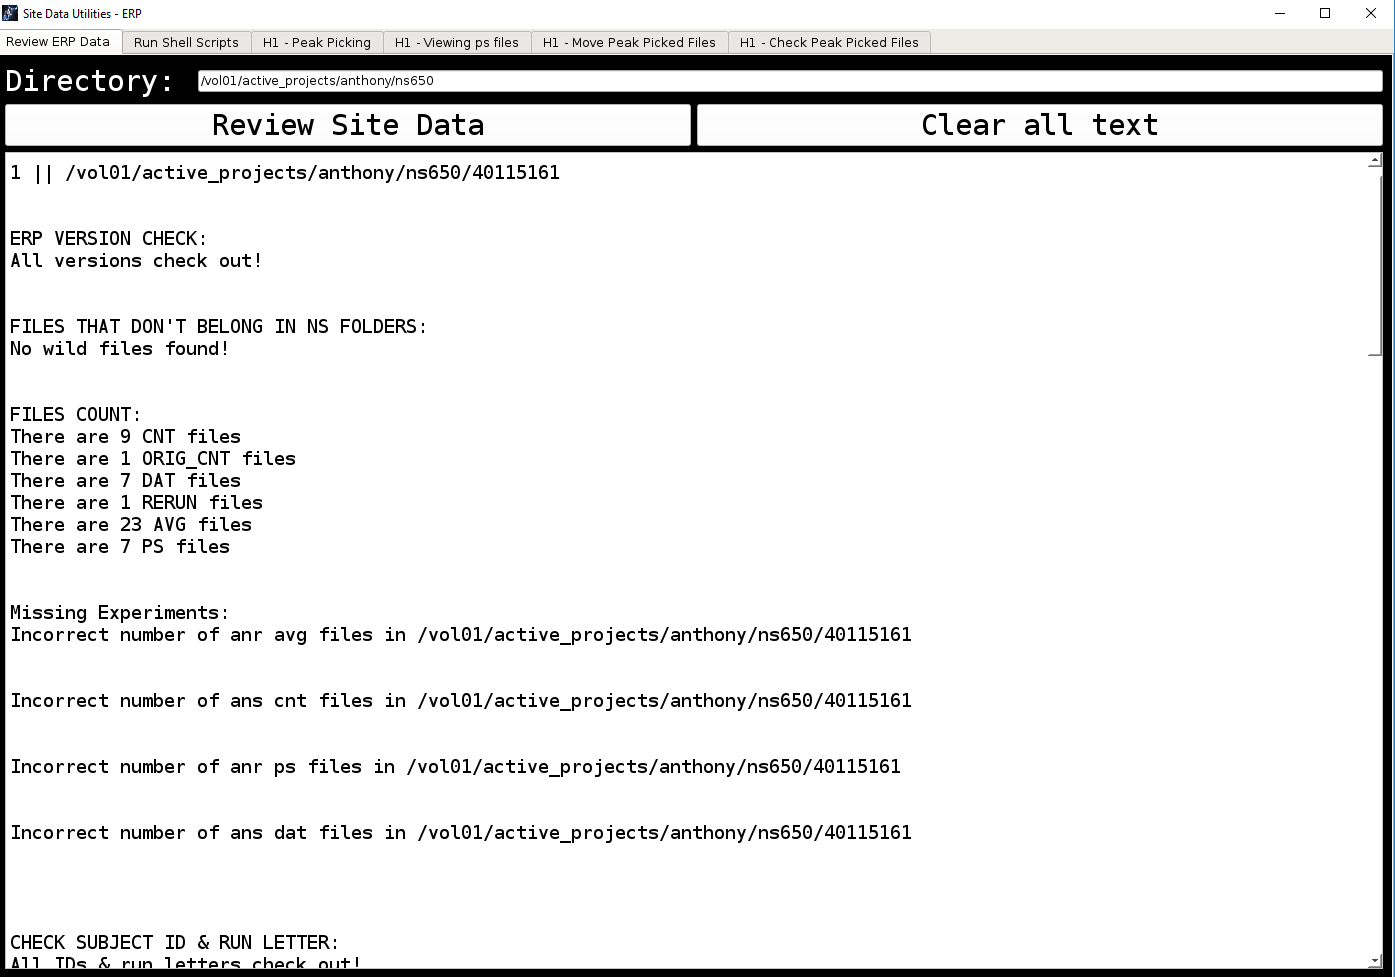 Site Data Utilities - ERP
Review ERP Data
Run Shell Scripts
H1 - Peak Picking
H1 - Viewing ps files
H1 - Move Peak Picked Files
H1 - Check Peak Picked Files
Directory:
/vol01/active_projects/anthony/ns650
Review Site Data
Clear all text
1 || /vol01/active_projects/anthony/ns650/40115161
ERP VERSION CHECK:
All versions check out!
FILES THAT DON'T BELONG IN NS FOLDERS:
No wild files found!
FILES COUNT:
There are 9 CNT files
There are 1 ORIG_CNT files
There are 7 DAT files
There are 1 RERUN files
There are 23 AVG files
There are 7 PS files
Missing Experiments:
Incorrect number of anr avg files in /vol01/active_projects/anthony/ns650/40115161
Incorrect number of ans cnt files in /vol01/active_projects/anthony/ns650/40115161
Incorrect number of anr ps files in /vol01/active_projects/anthony/ns650/40115161
Incorrect number of ans dat files in /vol01/active_projects/anthony/ns650/40115161
CHECK SUBJECT ID & RUN LETTER:
All IDs & run letters check out!